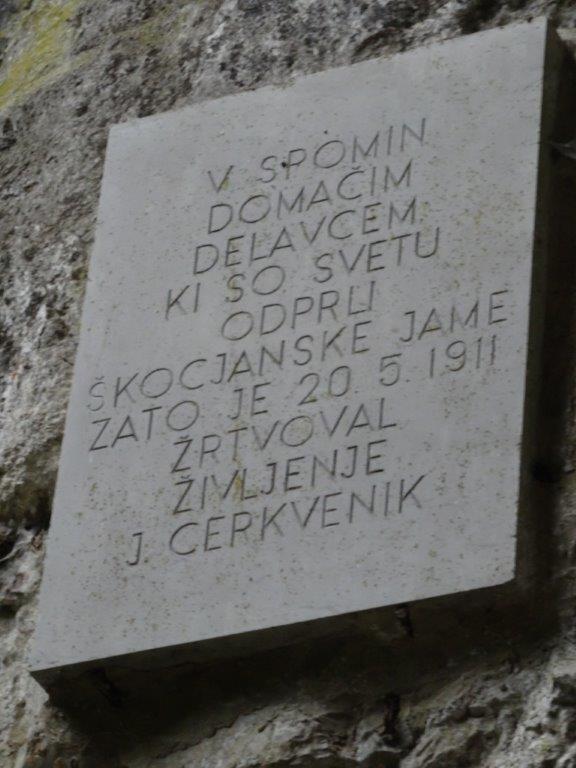 V SPOMIN
DOMAČIM
DELAVCEM
KI SO SVETU
ODPRLI
ŠKOCJANSKE JAME
ZATO JE 20. 5. 1911
ŽRTVOVAL
ŽIVLJENJE
J. CERKVENIK